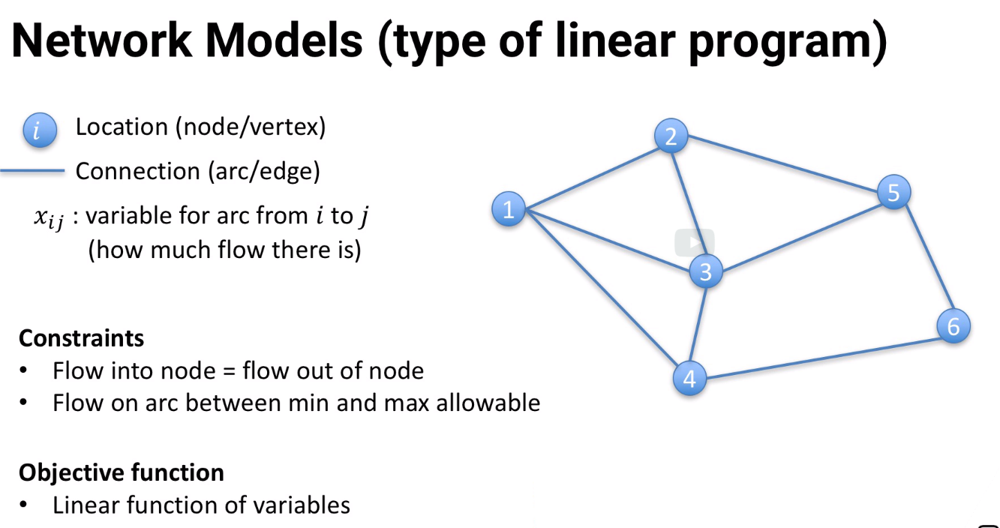 Network Models (type of linear program)
i Location (node/vertex)
Connection (arc/edge)
xᵢⱼ : variable for arc from i to j
(how much flow there is)
Constraints
• Flow into node = flow out of node
• Flow on arc between min and max allowable
Objective function
• Linear function of variables
2
5
1
3
6
4